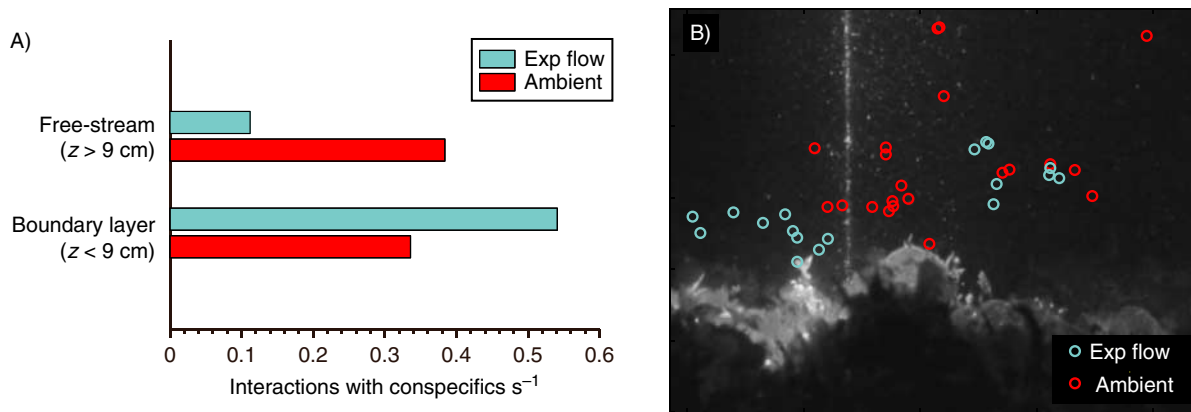 A)
Exp flow
Ambient
Free-stream
(z > 9 cm)
Boundary layer
(z < 9 cm)
0
0.1
0.2
0.3
0.4
0.5
0.6
Interactions with conspecifics s⁻¹
B)
Exp flow
Ambient